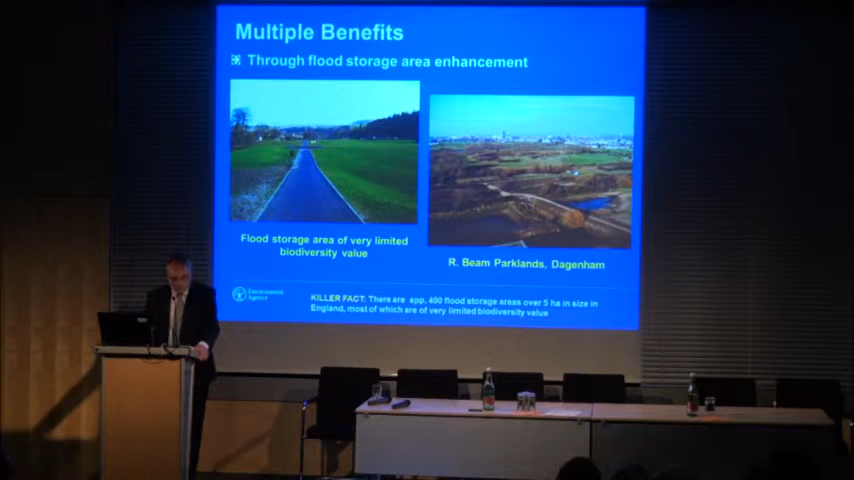 Multiple Benefits
Through flood storage area enhancement
Flood storage area of very limited
biodiversity value
R. Beam Parklands, Dagenham
Environment
Agency
KILLER FACT: There are app. 400 flood storage areas over 5 ha in size in
England, most of which are of very limited biodiversity value